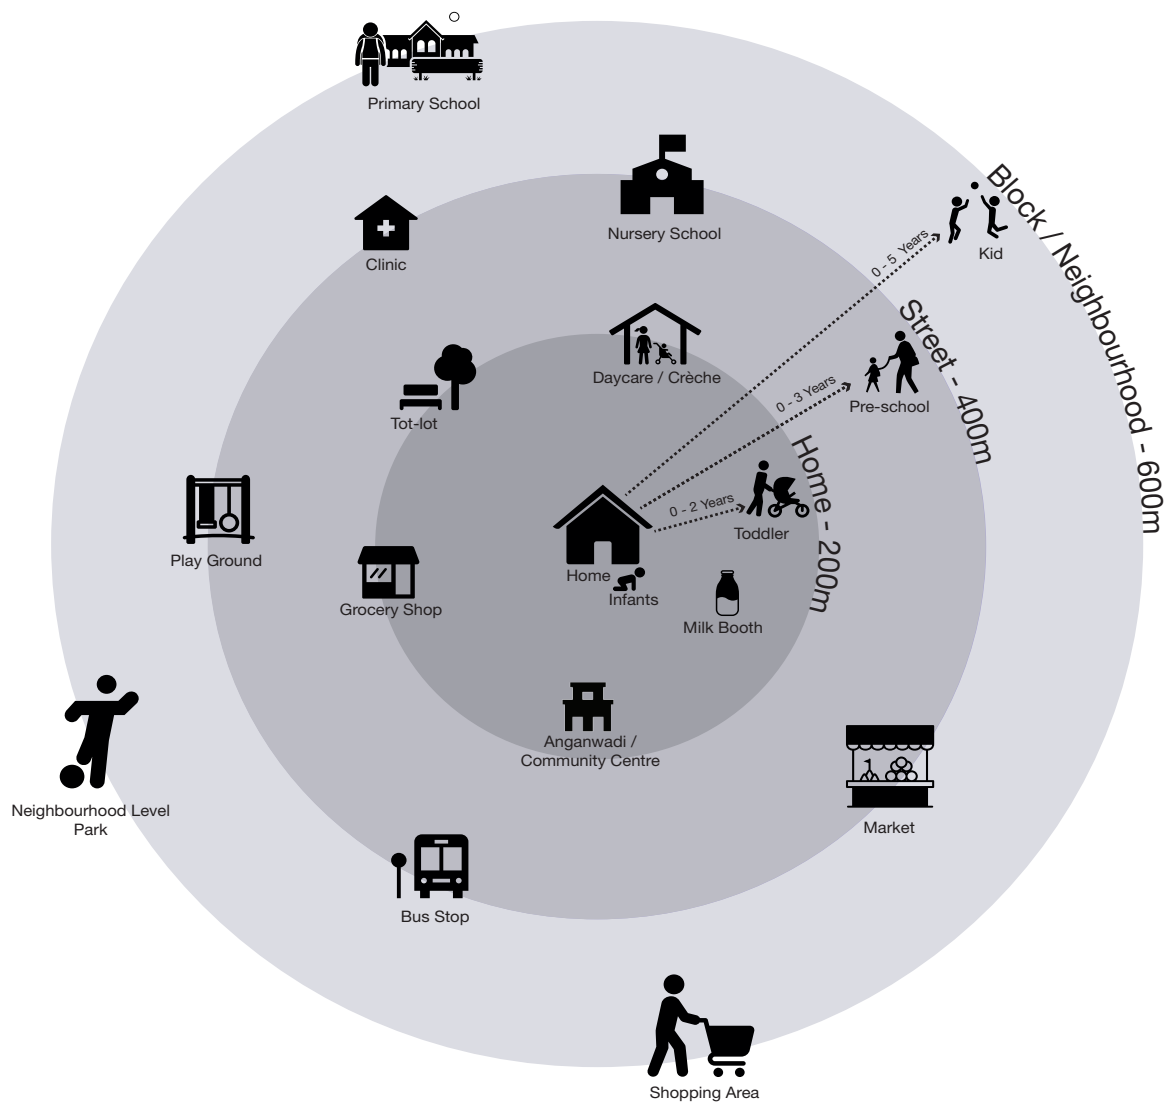 Primary School
Block / Neighbourhood - 600m
Nursery School
0 - 5 Years
Kid
Clinic
Street - 400m
Daycare / Crèche
0 - 3 Years
Pre-school
Tot-lot
Home - 200m
0 - 2 Years
Toddler
Play Ground
Home
Infants
Grocery Shop
Milk Booth
Anganwadi /
Community Centre
Neighbourhood Level
Park
Market
Bus Stop
Shopping Area